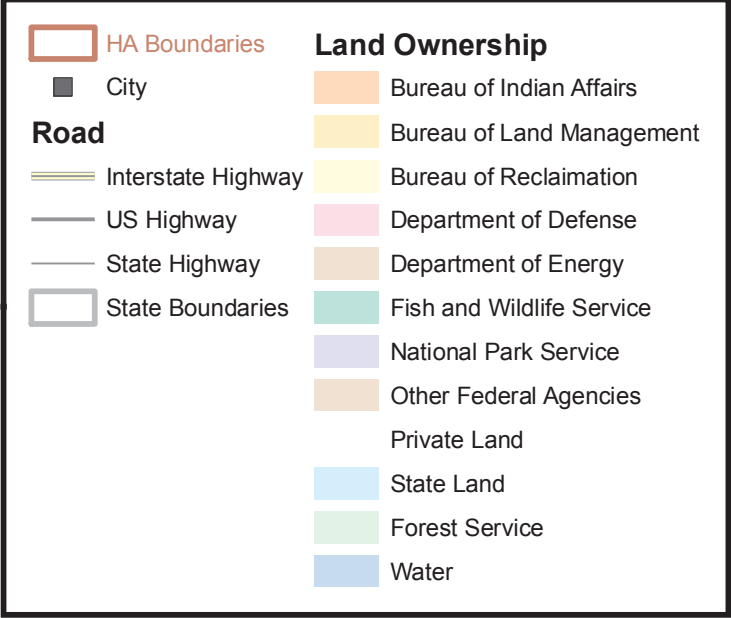 HA Boundaries
City
Road
Interstate Highway
US Highway
State Highway
State Boundaries
Land Ownership
Bureau of Indian Affairs
Bureau of Land Management
Bureau of Reclaimation
Department of Defense
Department of Energy
Fish and Wildlife Service
National Park Service
Other Federal Agencies
Private Land
State Land
Forest Service
Water